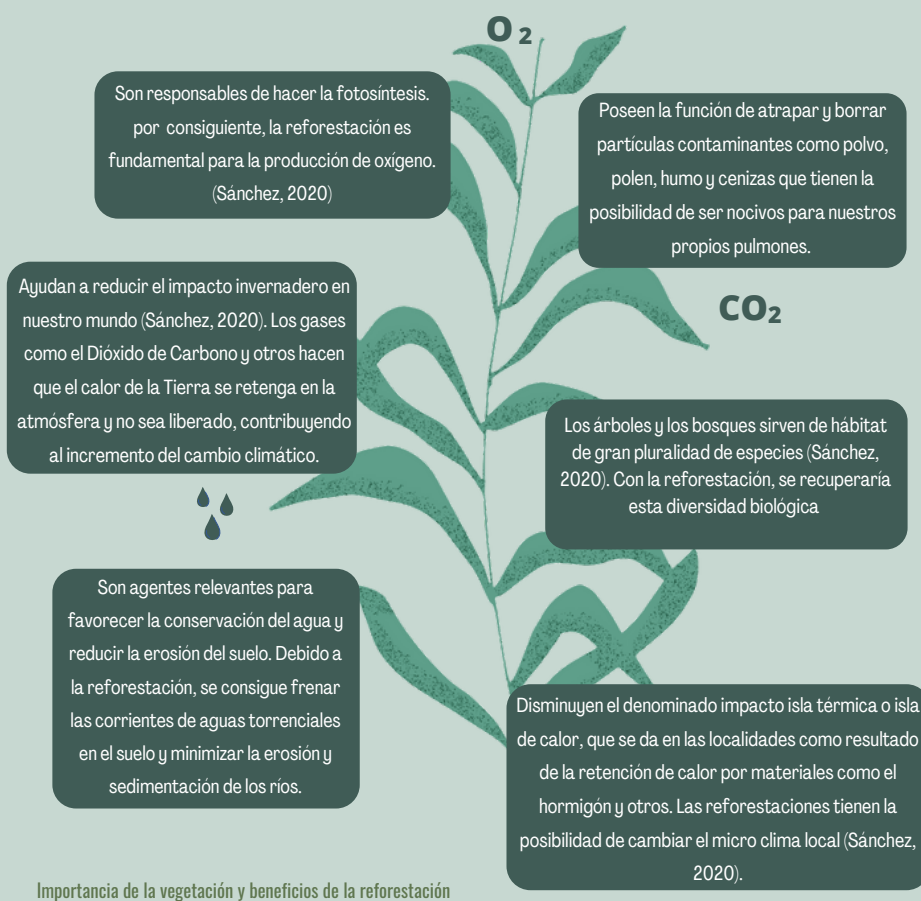 O₂
Son responsables de hacer la fotosíntesis.
por consiguiente, la reforestación es
fundamental para la producción de oxígeno.
(Sánchez, 2020)
Poseen la función de atrapar y borrar
partículas contaminantes como polvo,
polen, humo y cenizas que tienen la
posibilidad de ser nocivos para nuestros
propios pulmones.
Ayudan a reducir el impacto invernadero en
nuestro mundo (Sánchez, 2020). Los gases
como el Dióxido de Carbono y otros hacen
que el calor de la Tierra se retenga en la
atmósfera y no sea liberado, contribuyendo
al incremento del cambio climático.
CO₂
Los árboles y los bosques sirven de hábitat
de gran pluralidad de especies (Sánchez,
2020). Con la reforestación, se recuperaría
esta diversidad biológica
Son agentes relevantes para
favorecer la conservación del agua y
reducir la erosión del suelo. Debido a
la reforestación, se consigue frenar
las corrientes de aguas torrenciales
en el suelo y minimizar la erosión y
sedimentación de los ríos.
Disminuyen el denominado impacto isla térmica o isla
de calor, que se da en las localidades como resultado
de la retención de calor por materiales como el
hormigón y otros. Las reforestaciones tienen la
posibilidad de cambiar el micro clima local (Sánchez,
2020).
Importancia de la vegetación y beneficios de la reforestación